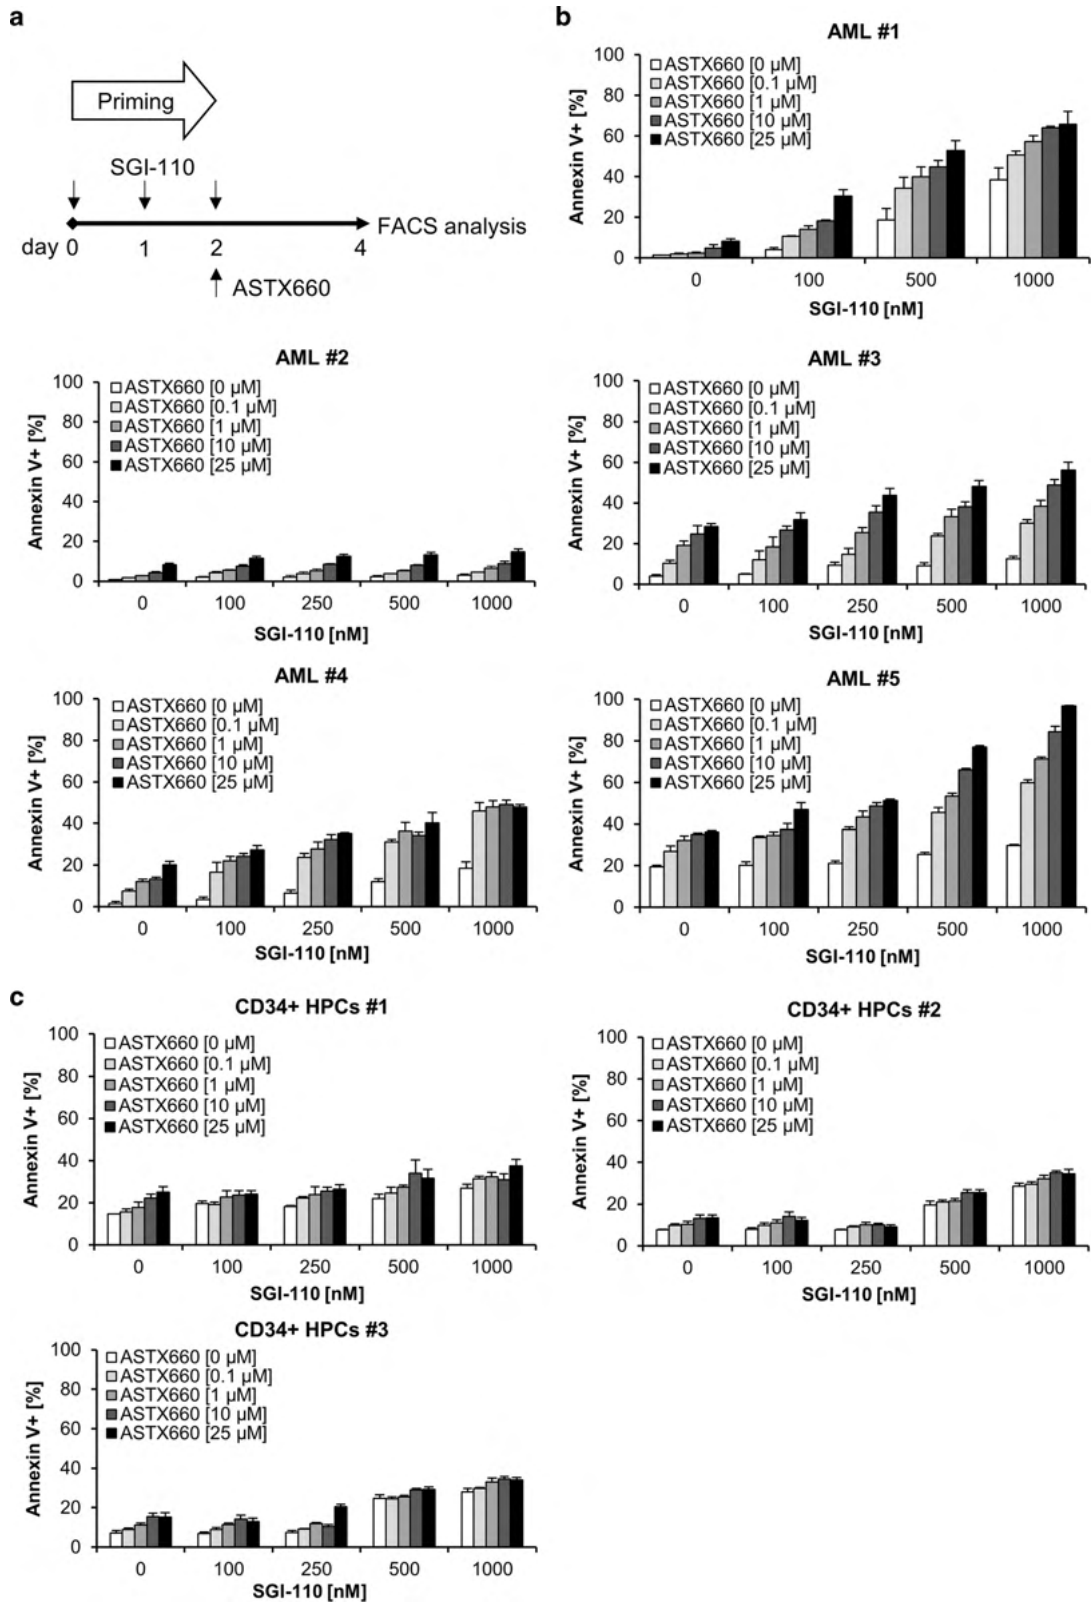 a
Priming
SGI-110
day 0 1 2 4 FACS analysis
ASTX660
b
AML #1
Annexin V+ [%]
100
80
60
40
20
0
ASTX660 [0 µM]
ASTX660 [0.1 µM]
ASTX660 [1 µM]
ASTX660 [10 µM]
ASTX660 [25 µM]
0 100 500 1000
SGI-110 [nM]
AML #2
Annexin V+ [%]
100
80
60
40
20
0
ASTX660 [0 µM]
ASTX660 [0.1 µM]
ASTX660 [1 µM]
ASTX660 [10 µM]
ASTX660 [25 µM]
0 100 250 500 1000
SGI-110 [nM]
AML #3
Annexin V+ [%]
100
80
60
40
20
0
ASTX660 [0 µM]
ASTX660 [0.1 µM]
ASTX660 [1 µM]
ASTX660 [10 µM]
ASTX660 [25 µM]
0 100 250 500 1000
SGI-110 [nM]
AML #4
Annexin V+ [%]
100
80
60
40
20
0
ASTX660 [0 µM]
ASTX660 [0.1 µM]
ASTX660 [1 µM]
ASTX660 [10 µM]
ASTX660 [25 µM]
0 100 250 500 1000
SGI-110 [nM]
AML #5
Annexin V+ [%]
100
80
60
40
20
0
ASTX660 [0 µM]
ASTX660 [0.1 µM]
ASTX660 [1 µM]
ASTX660 [10 µM]
ASTX660 [25 µM]
0 100 250 500 1000
SGI-110 [nM]
c
CD34+ HPCs #1
Annexin V+ [%]
100
80
60
40
20
0
ASTX660 [0 µM]
ASTX660 [0.1 µM]
ASTX660 [1 µM]
ASTX660 [10 µM]
ASTX660 [25 µM]
0 100 250 500 1000
SGI-110 [nM]
CD34+ HPCs #2
Annexin V+ [%]
100
80
60
40
20
0
ASTX660 [0 µM]
ASTX660 [0.1 µM]
ASTX660 [1 µM]
ASTX660 [10 µM]
ASTX660 [25 µM]
0 100 250 500 1000
SGI-110 [nM]
CD34+ HPCs #3
Annexin V+ [%]
100
80
60
40
20
0
ASTX660 [0 µM]
ASTX660 [0.1 µM]
ASTX660 [1 µM]
ASTX660 [10 µM]
ASTX660 [25 µM]
0 100 250 500 1000
SGI-110 [nM]